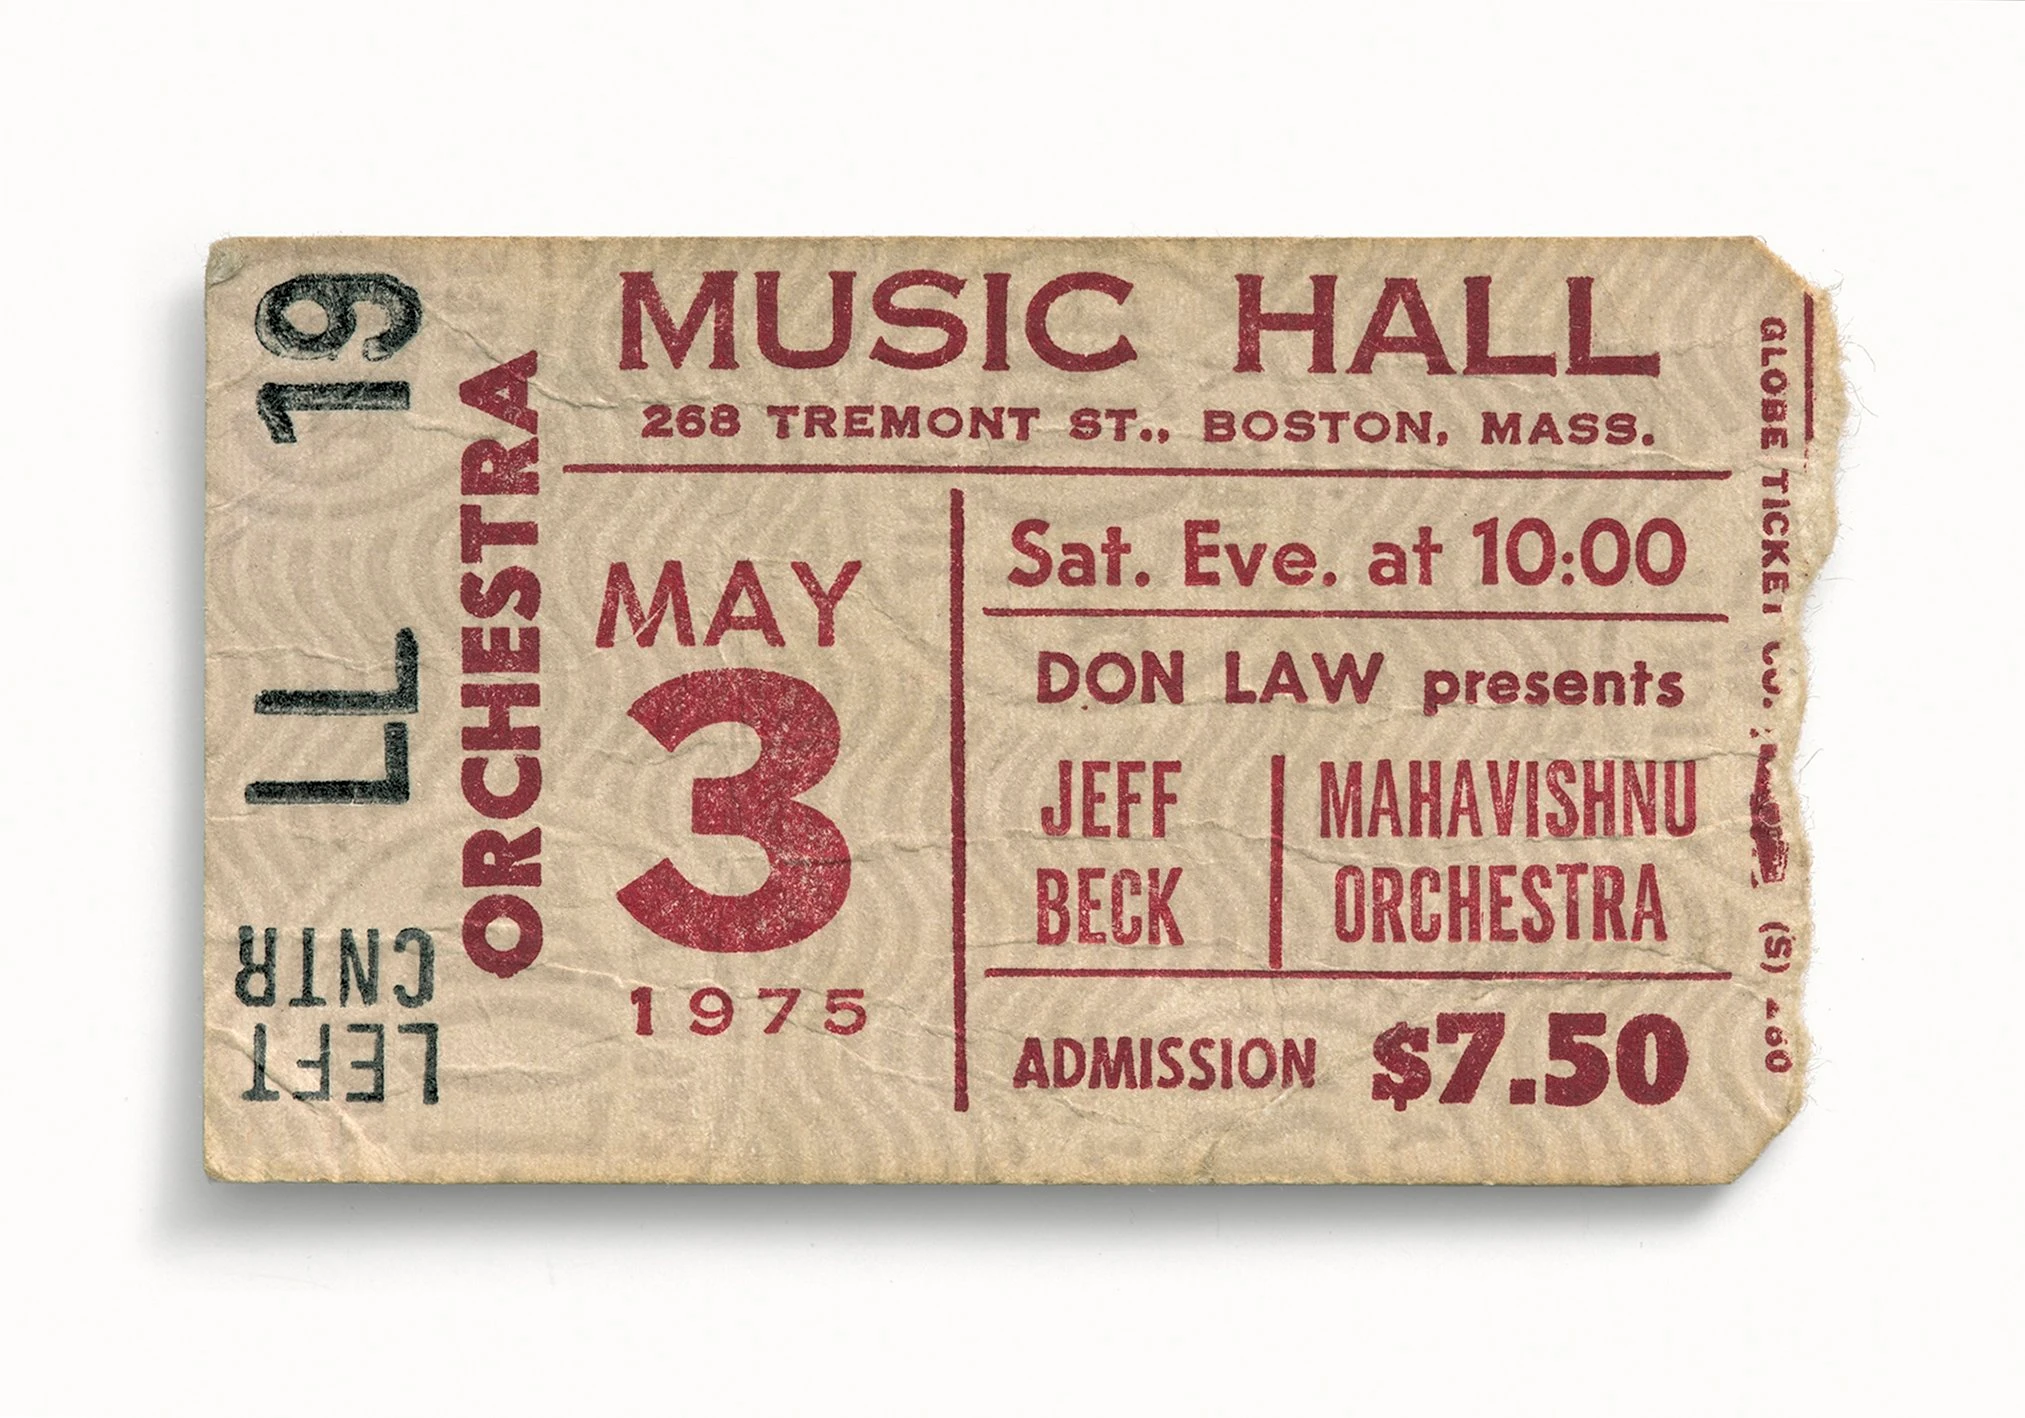 19
LL
LEFT
CNTR
ORCHESTRA
MUSIC HALL
268 TREMONT ST., BOSTON, MASS.
MAY
3
1975
Sat. Eve. at 10:00
DON LAW presents
JEFF
BECK
MAHAVISHNU
ORCHESTRA
ADMISSION $7.50
GLOBE TICKET CO.
(S)